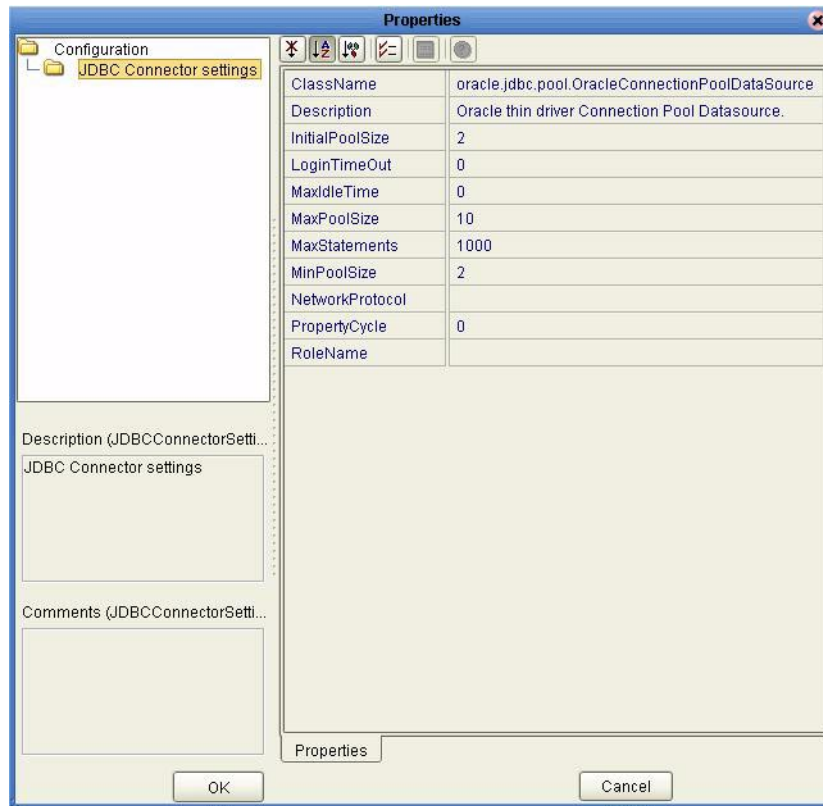 Properties
Configuration
JDBC Connector settings
ClassName oracle.jdbc.pool.OracleConnectionPoolDataSource
Description Oracle thin driver Connection Pool Datasource.
InitialPoolSize 2
LoginTimeOut 0
MaxIdleTime 0
MaxPoolSize 10
MaxStatements 1000
MinPoolSize 2
NetworkProtocol
PropertyCycle 0
RoleName
Description (JDBCConnectorSetti...
JDBC Connector settings
Comments (JDBCConnectorSetti...
Properties
OK
Cancel